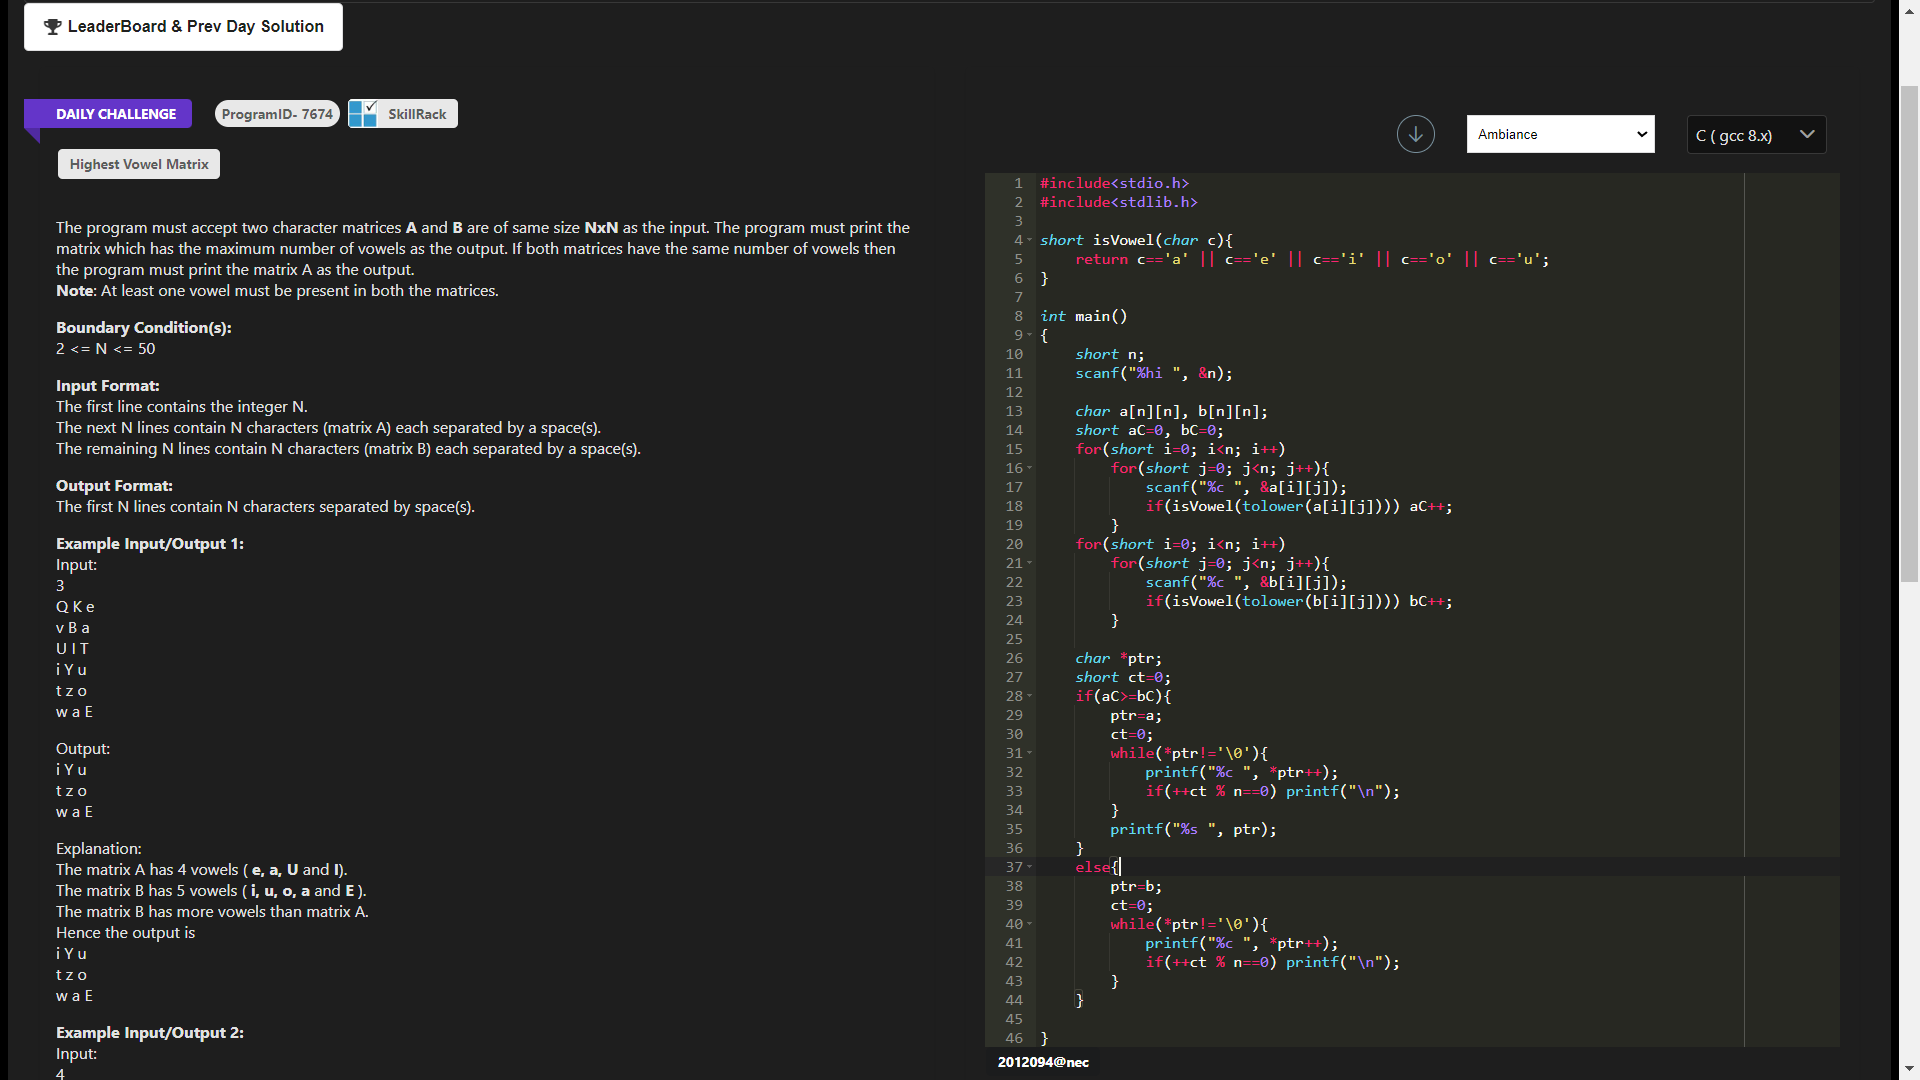 LeaderBoard & Prev Day Solution
DAILY CHALLENGE
ProgramID- 7674
SkillRack
Highest Vowel Matrix
The program must accept two character matrices A and B are of same size NxN as the input. The program must print the
matrix which has the maximum number of vowels as the output. If both matrices have the same number of vowels then
the program must print the matrix A as the output.
Note: At least one vowel must be present in both the matrices.
Boundary Condition(s):
2 <= N <= 50
Input Format:
The first line contains the integer N.
The next N lines contain N characters (matrix A) each separated by a space(s).
The remaining N lines contain N characters (matrix B) each separated by a space(s).
Output Format:
The first N lines contain N characters separated by space(s).
Example Input/Output 1:
Input:
3
Q K e
v B a
U I T
i Y u
t z o
w a E
Output:
i Y u
t z o
w a E
Explanation:
The matrix A has 4 vowels ( e, a, U and I).
The matrix B has 5 vowels ( i, u, o, a and E ).
The matrix B has more vowels than matrix A.
Hence the output is
i Y u
t z o
w a E
Example Input/Output 2:
Input:
4
Ambiance
C ( gcc 8.x)
1 #include<stdio.h>
2 #include<stdlib.h>
3
4 short isVowel(char c){
5     return c=='a' || c=='e' || c=='i' || c=='o' || c=='u';
6 }
7
8 int main()
9 {
10     short n;
11     scanf("%hi ", &n);
12
13     char a[n][n], b[n][n];
14     short aC=0, bC=0;
15     for(short i=0; i<n; i++)
16         for(short j=0; j<n; j++){
17             scanf("%c ", &a[i][j]);
18             if(isVowel(tolower(a[i][j]))) aC++;
19         }
20     for(short i=0; i<n; i++)
21         for(short j=0; j<n; j++){
22             scanf("%c ", &b[i][j]);
23             if(isVowel(tolower(b[i][j]))) bC++;
24         }
25
26     char *ptr;
27     short ct=0;
28     if(aC>=bC){
29         ptr=a;
30         ct=0;
31         while(*ptr!='\0'){
32             printf("%c ", *ptr++);
33             if(++ct % n==0) printf("\n");
34         }
35         printf("%s ", ptr);
36     }
37     else{
38         ptr=b;
39         ct=0;
40         while(*ptr!='\0'){
41             printf("%c ", *ptr++);
42             if(++ct % n==0) printf("\n");
43         }
44     }
45
46 }
2012094@nec